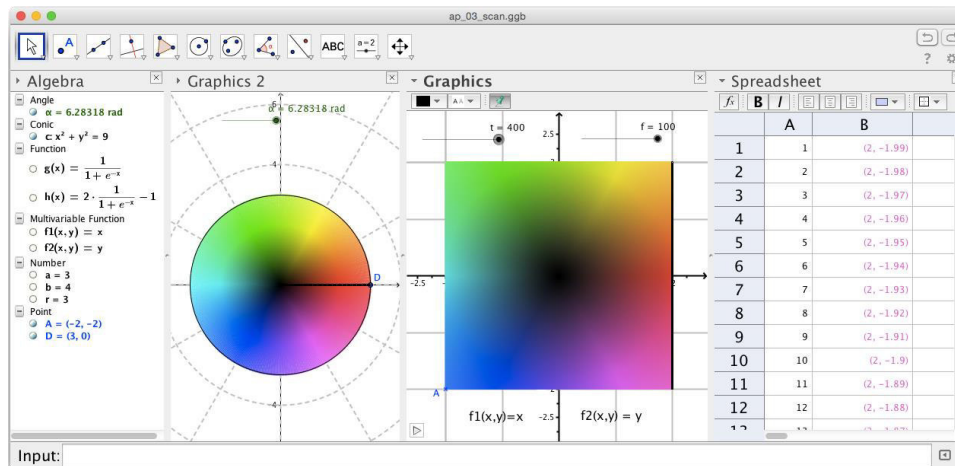 ap_03_scan.ggb
ABC
a=2
?
Algebra
Angle
α = 6.28318 rad
Conic
c: x² + y² = 9
Function
g(x) = 1 / (1 + e⁻ˣ)
h(x) = 2 · 1 / (1 + e⁻ˣ) − 1
Multivariable Function
f1(x,y) = x
f2(x,y) = y
Number
a = 3
b = 4
r = 3
Point
A = (-2, -2)
D = (3, 0)
Graphics 2
α = 6.28318 rad
4
D
-4
Graphics
AA
t = 400
f = 100
2.5
-2.5
A
f1(x,y)=x
-2.5
f2(x,y) = y
Spreadsheet
fx B I
A B
1 1 (2, -1.99)
2 2 (2, -1.98)
3 3 (2, -1.97)
4 4 (2, -1.96)
5 5 (2, -1.95)
6 6 (2, -1.94)
7 7 (2, -1.93)
8 8 (2, -1.92)
9 9 (2, -1.91)
10 10 (2, -1.9)
11 11 (2, -1.89)
12 12 (2, -1.88)
Input: